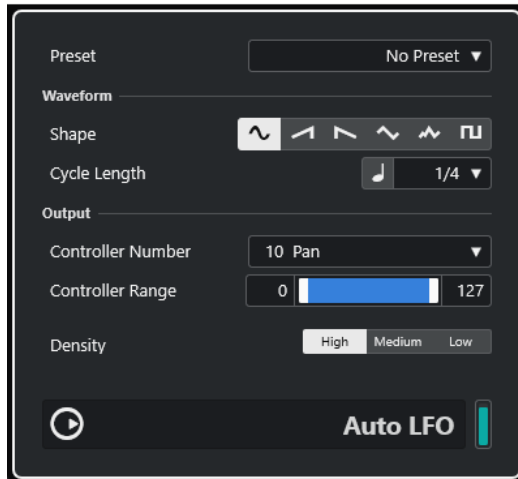 Preset No Preset
Waveform
Shape
Cycle Length 1/4
Output
Controller Number 10 Pan
Controller Range 0 127
Density High Medium Low
Auto LFO